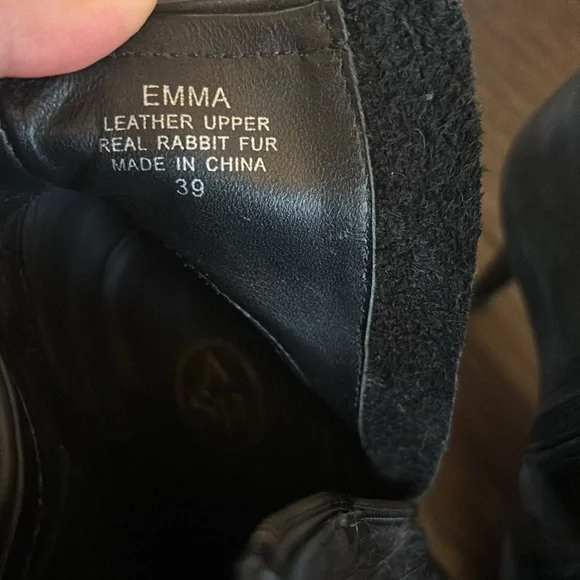 EMMA
LEATHER UPPER
REAL RABBIT FUR
MADE IN CHINA
39